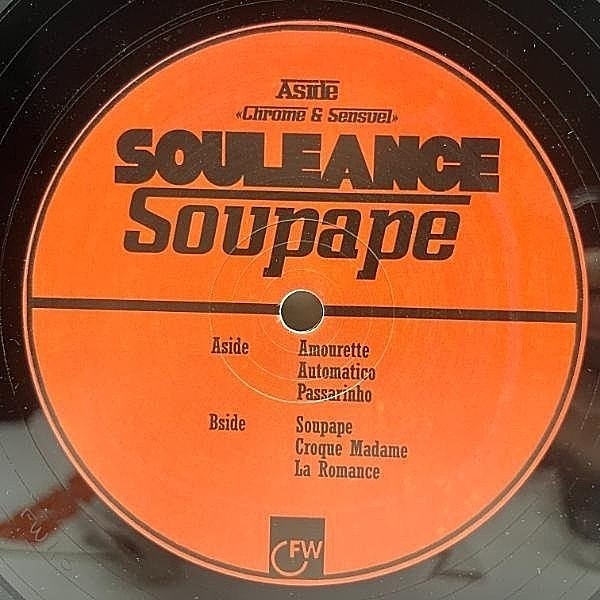 Aside
«Chrome & Sensuel»
SOULEANCE
Soupape
Aside Amourette
Automatico
Passarinho
Bside Soupape
Croque Madame
La Romance
FW